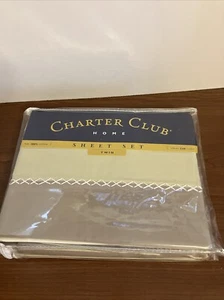 CHARTER CLUB®
HOME
SHEET SET
TWIN